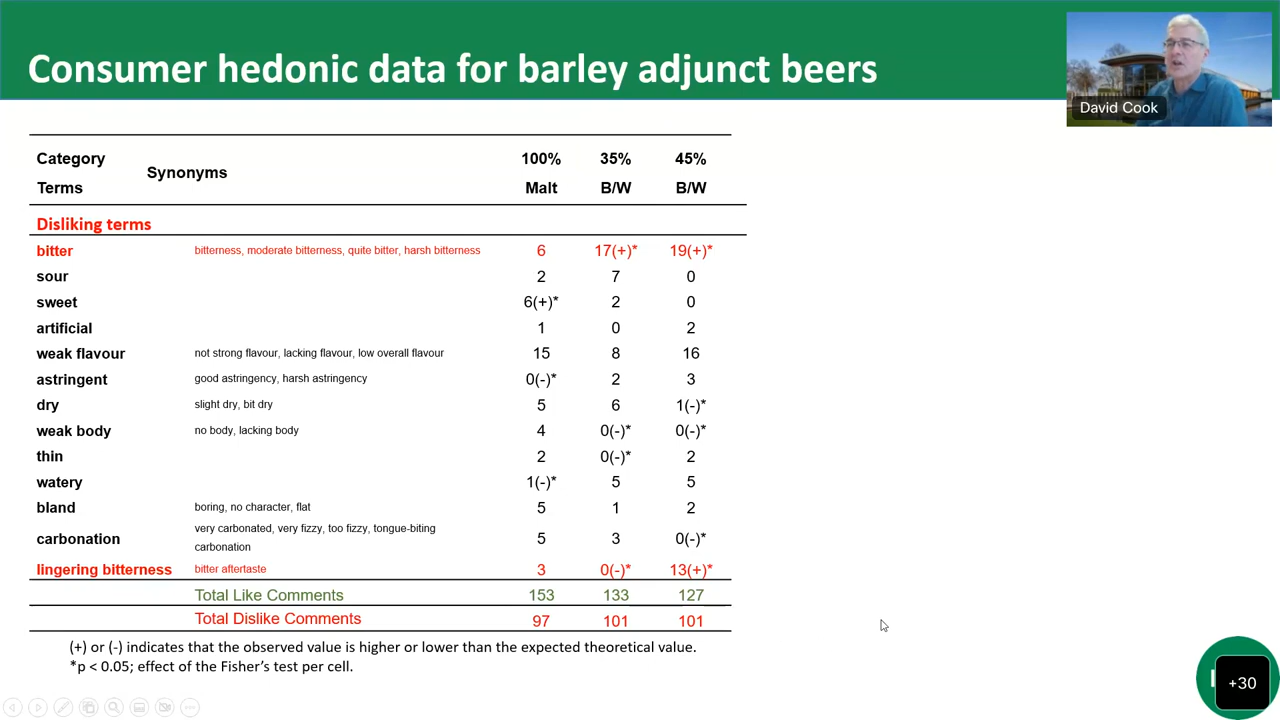 Consumer hedonic data for barley adjunct beers
David Cook
Category Terms Synonyms 100% Malt 35% B/W 45% B/W
Disliking terms
bitter bitterness, moderate bitterness, quite bitter, harsh bitterness 6 17(+)* 19(+)*
sour 2 7 0
sweet 6(+)* 2 0
artificial 1 0 2
weak flavour not strong flavour, lacking flavour, low overall flavour 15 8 16
astringent good astringency, harsh astringency 0(-)* 2 3
dry slight dry, bit dry 5 6 1(-)*
weak body no body, lacking body 4 0(-)* 0(-)*
thin 2 0(-)* 2
watery 1(-)* 5 5
bland boring, no character, flat 5 1 2
carbonation very carbonated, very fizzy, too fizzy, tongue-biting carbonation 5 3 0(-)*
lingering bitterness bitter aftertaste 3 0(-)* 13(+)*
Total Like Comments 153 133 127
Total Dislike Comments 97 101 101
(+) or (-) indicates that the observed value is higher or lower than the expected theoretical value.
*p < 0.05; effect of the Fisher's test per cell.
+30